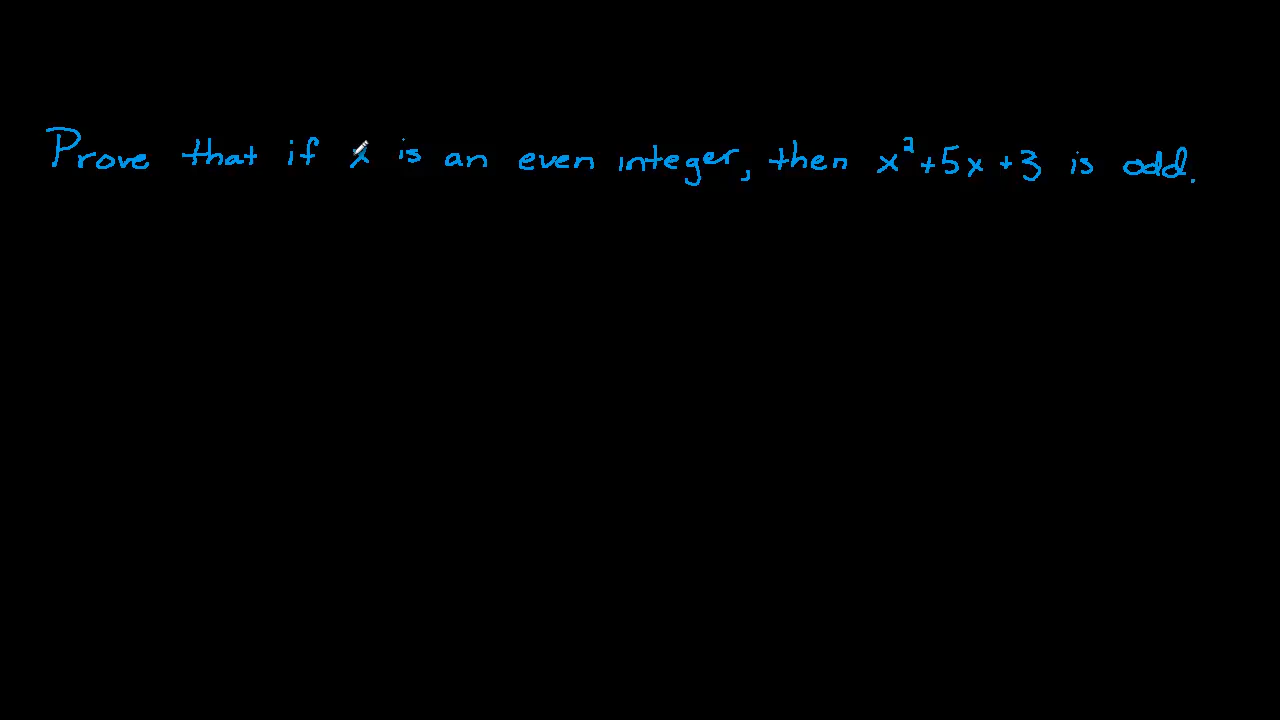 Prove that if x is an even integer, then x²+5x+3 is odd.